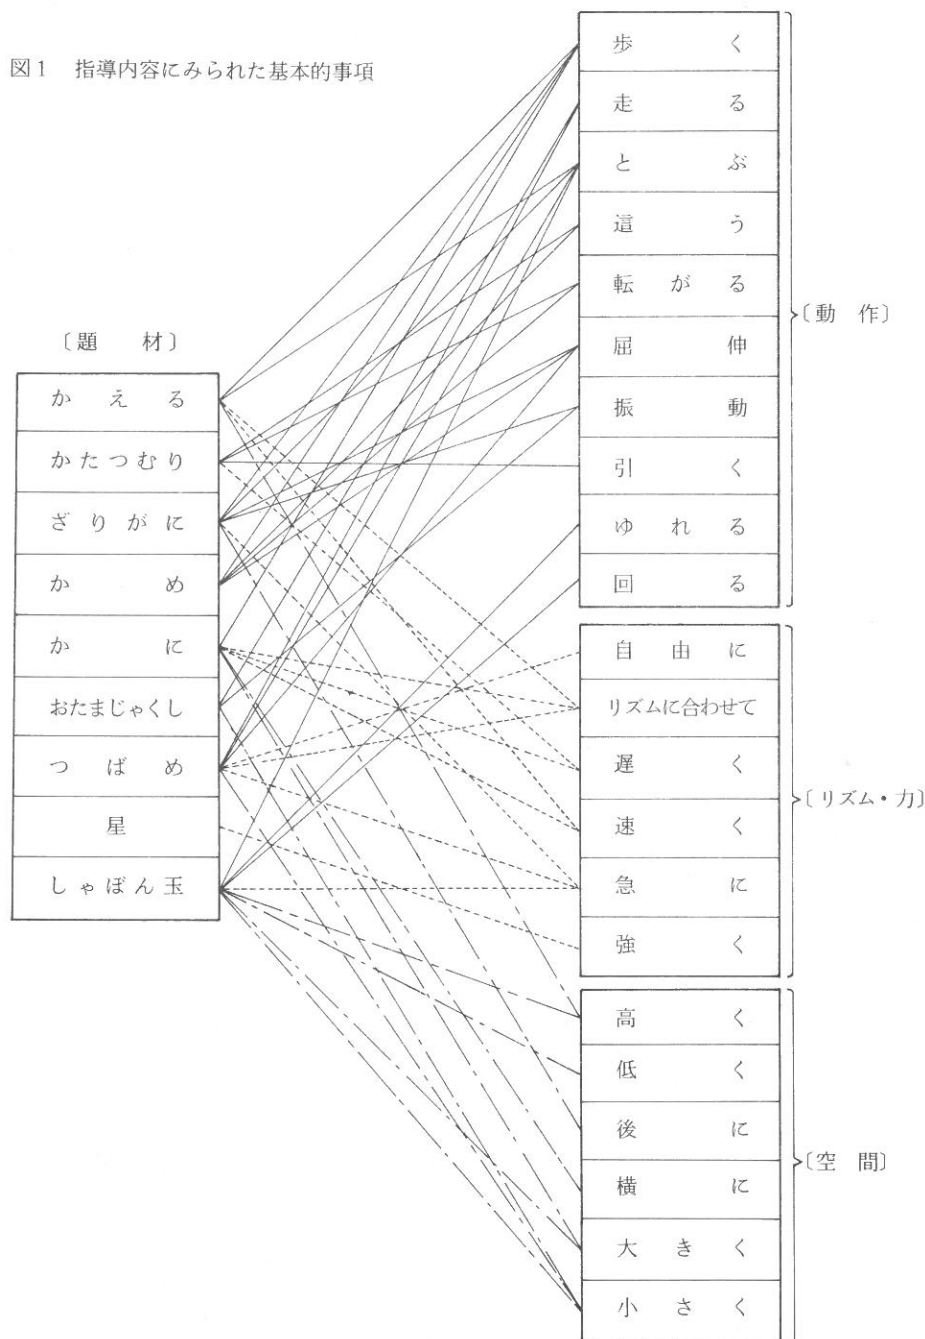 図1 指導内容にみられた基本的事項
〔題 材〕
かえる
かたつむり
ざりがに
かめ
かに
おたまじゃくし
つばめ
星
しゃぼん玉
歩く
走る
とぶ
這う
転がる
屈伸
振動
引く
ゆれる
回る
〔動 作〕
自由に
リズムに合わせて
遅く
速く
急に
強く
〔リズム・力〕
高く
低く
後に
横に
大きく
小さく
〔空 間〕